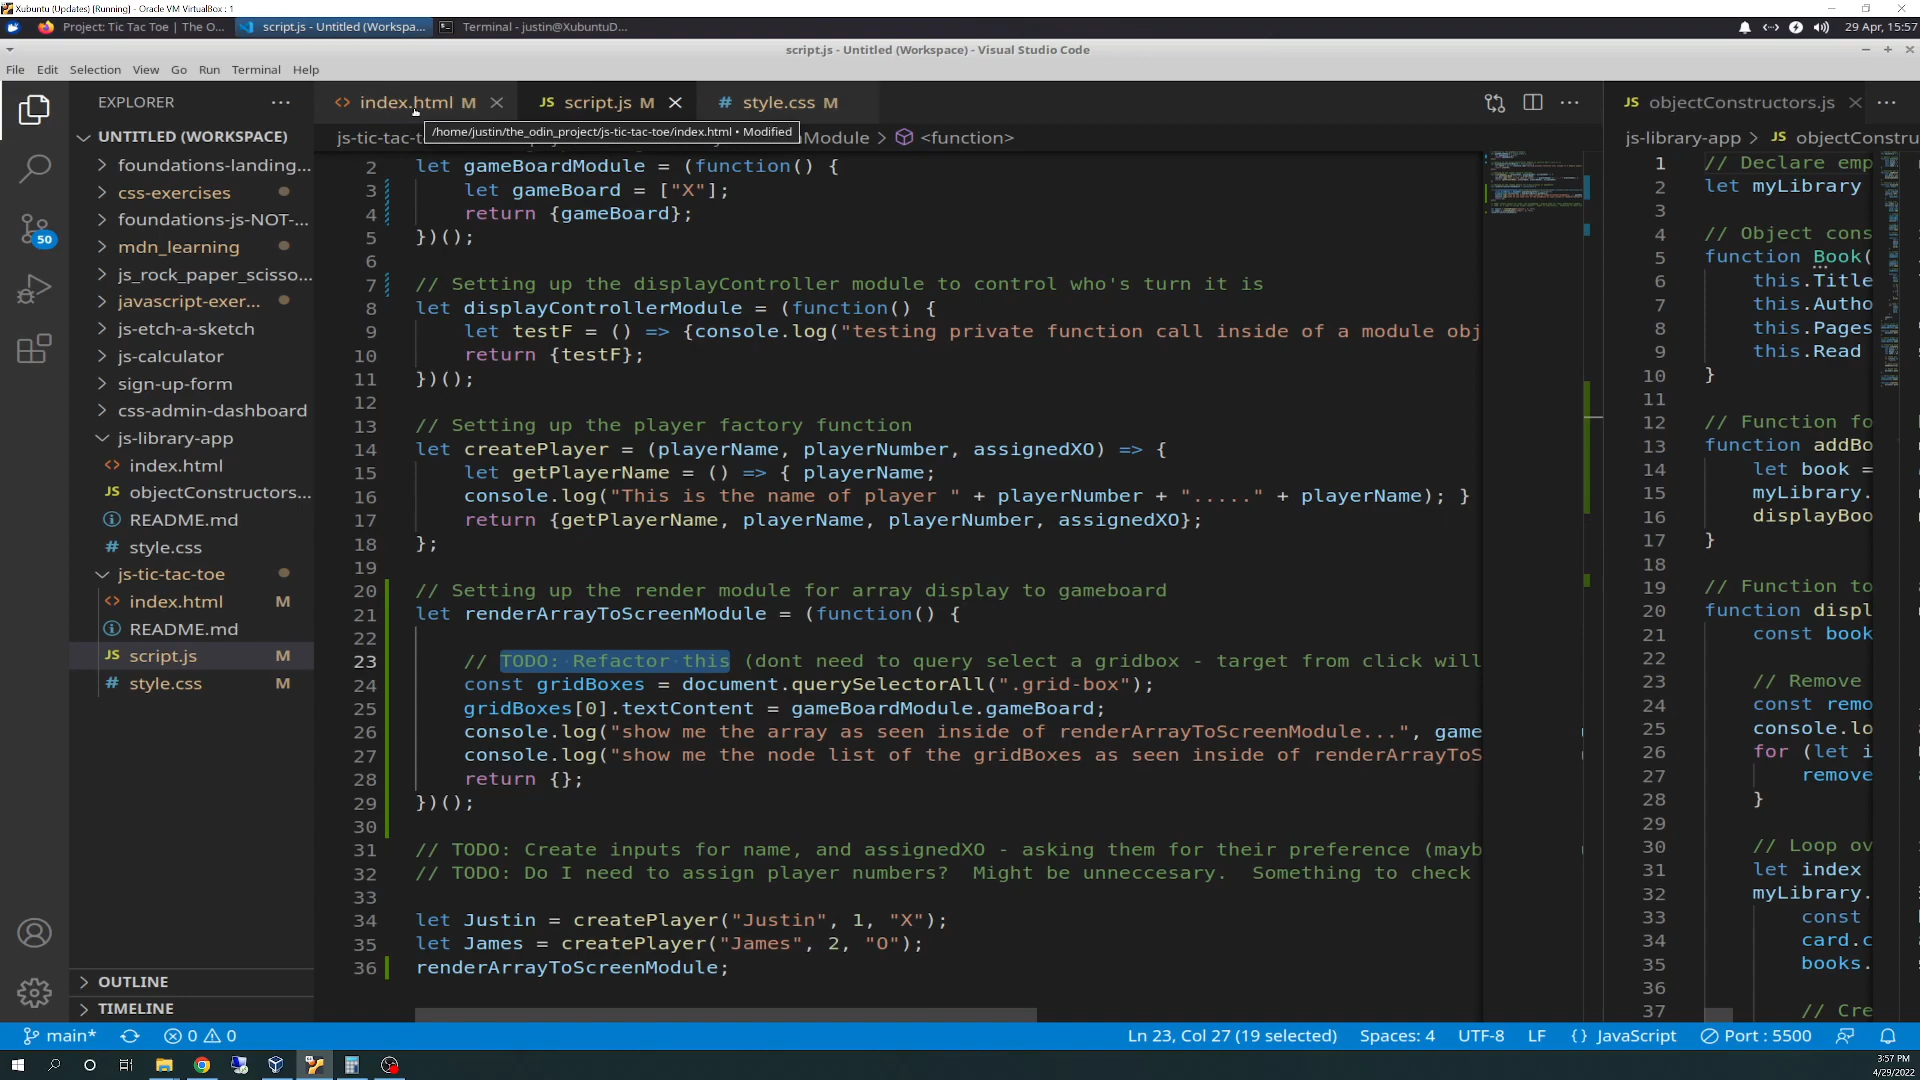 Xubuntu (Updates) [Running] - Oracle VM VirtualBox : 1
Project: Tic Tac Toe | The O...
script.js - Untitled (Workspa...
Terminal - justin@XubuntuD...
29 Apr, 15:57
script.js - Untitled (Workspace) - Visual Studio Code
File Edit Selection View Go Run Terminal Help
EXPLORER
UNTITLED (WORKSPACE)
foundations-landing...
css-exercises
foundations-js-NOT-...
mdn_learning
js_rock_paper_scisso...
javascript-exer...
js-etch-a-sketch
js-calculator
sign-up-form
css-admin-dashboard
js-library-app
<> index.html
JS objectConstructors...
README.md
# style.css
js-tic-tac-toe
<> index.html M
README.md
JS script.js M
# style.css M
OUTLINE
TIMELINE
50
<> index.html M
JS script.js M
# style.css M
js-tic-tac-t
/home/justin/the_odin_project/js-tic-tac-toe/index.html • Modified
Module > <function>
2 let gameBoardModule = (function() {
3 let gameBoard = ["X"];
4 return {gameBoard};
5 })();
6
7 // Setting up the displayController module to control who's turn it is
8 let displayControllerModule = (function() {
9 let testF = () => {console.log("testing private function call inside of a module obj
10 return {testF};
11 })();
12
13 // Setting up the player factory function
14 let createPlayer = (playerName, playerNumber, assignedXO) => {
15 let getPlayerName = () => { playerName;
16 console.log("This is the name of player " + playerNumber + "....." + playerName); }
17 return {getPlayerName, playerName, playerNumber, assignedXO};
18 };
19
20 // Setting up the render module for array display to gameboard
21 let renderArrayToScreenModule = (function() {
22
23 // TODO: Refactor this (dont need to query select a gridbox - target from click will
24 const gridBoxes = document.querySelectorAll(".grid-box");
25 gridBoxes[0].textContent = gameBoardModule.gameBoard;
26 console.log("show me the array as seen inside of renderArrayToScreenModule...", game
27 console.log("show me the node list of the gridBoxes as seen inside of renderArrayToS
28 return {};
29 })();
30
31 // TODO: Create inputs for name, and assignedXO - asking them for their preference (mayb
32 // TODO: Do I need to assign player numbers?  Might be unneccesary.  Something to check
33
34 let Justin = createPlayer("Justin", 1, "X");
35 let James = createPlayer("James", 2, "O");
36 renderArrayToScreenModule;
JS objectConstructors.js
js-library-app > JS objectConstru
1 // Declare emp
2 let myLibrary
3
4 // Object cons
5 function Book(
6 this.Title
7 this.Autho
8 this.Pages
9 this.Read
10 }
11
12 // Function fo
13 function addBo
14 let book =
15 myLibrary.
16 displayBoo
17 }
18
19 // Function to
20 function displ
21 const book
22
23 // Remove
24 const remo
25 console.lo
26 for (let i
27 remove
28 }
29
30 // Loop ov
31 let index
32 myLibrary.
33 const
34 card.c
35 books.
36
37 // Cre
main* 0 0
Ln 23, Col 27 (19 selected) Spaces: 4 UTF-8 LF {} JavaScript Port : 5500
3:57 PM
4/29/2022